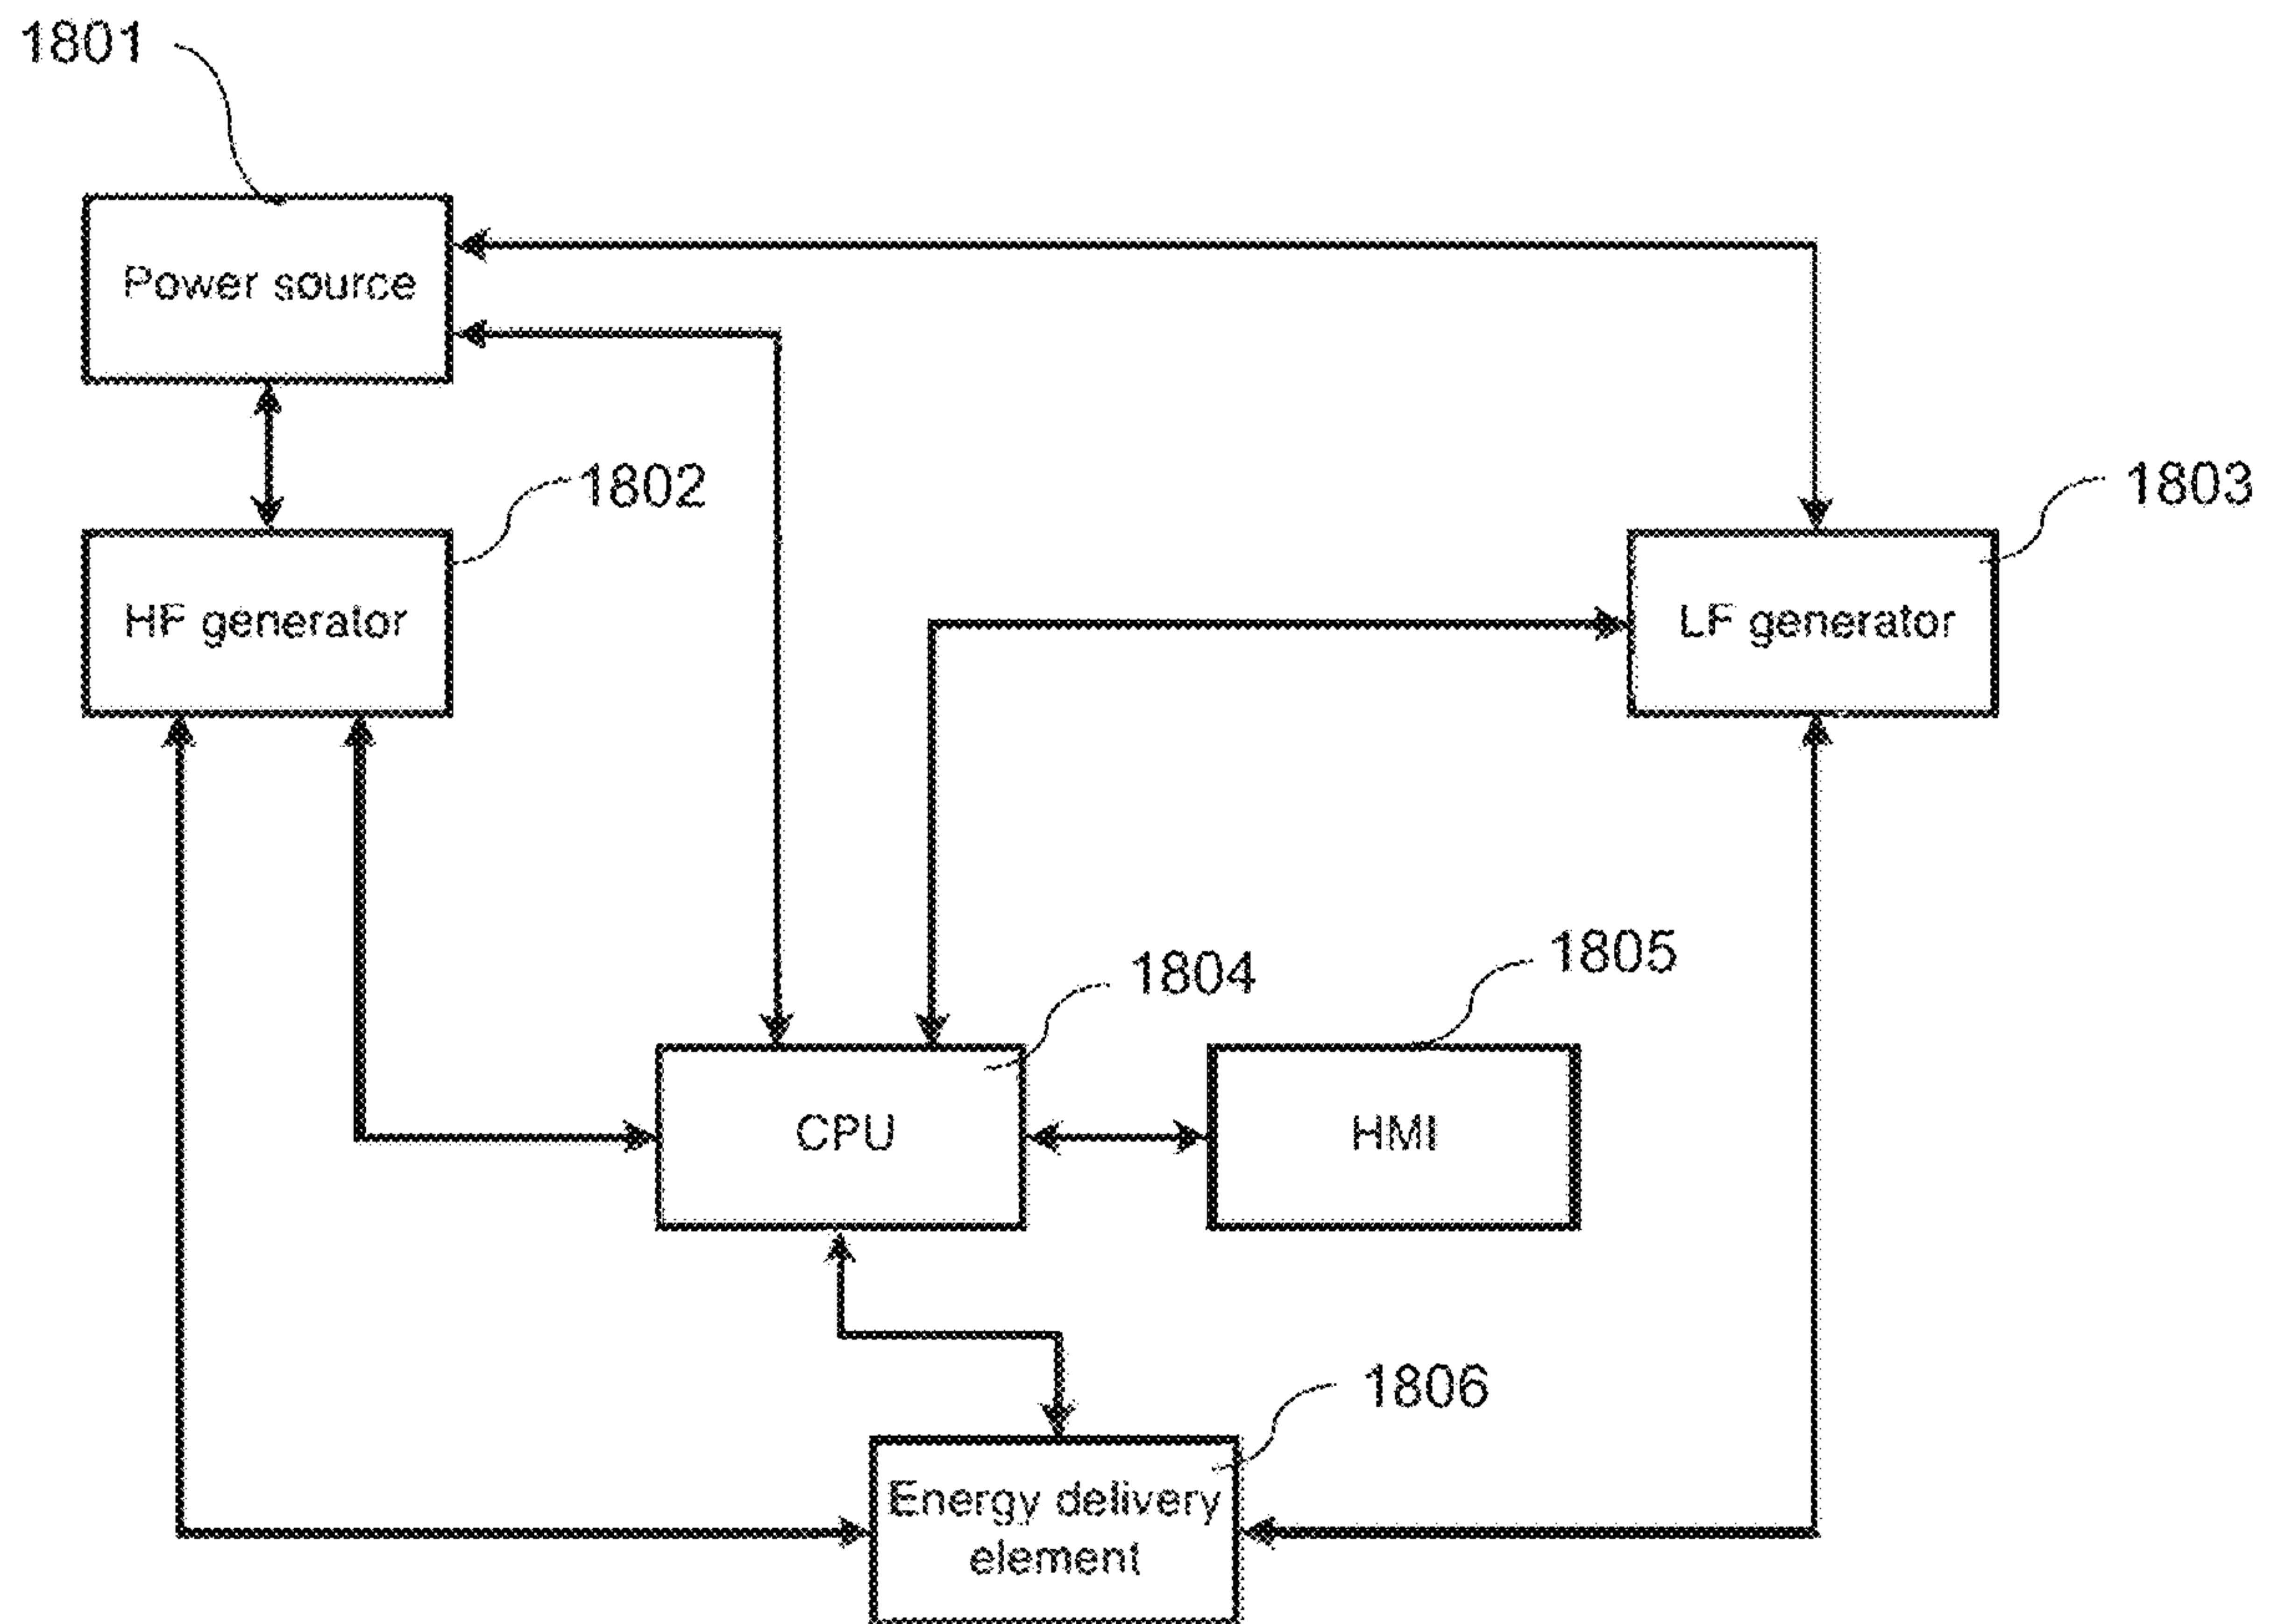 1801
Power source
1802
1803
HF generator
LF generator
1804
1805
CPU
HMI
1806
Energy delivery
element